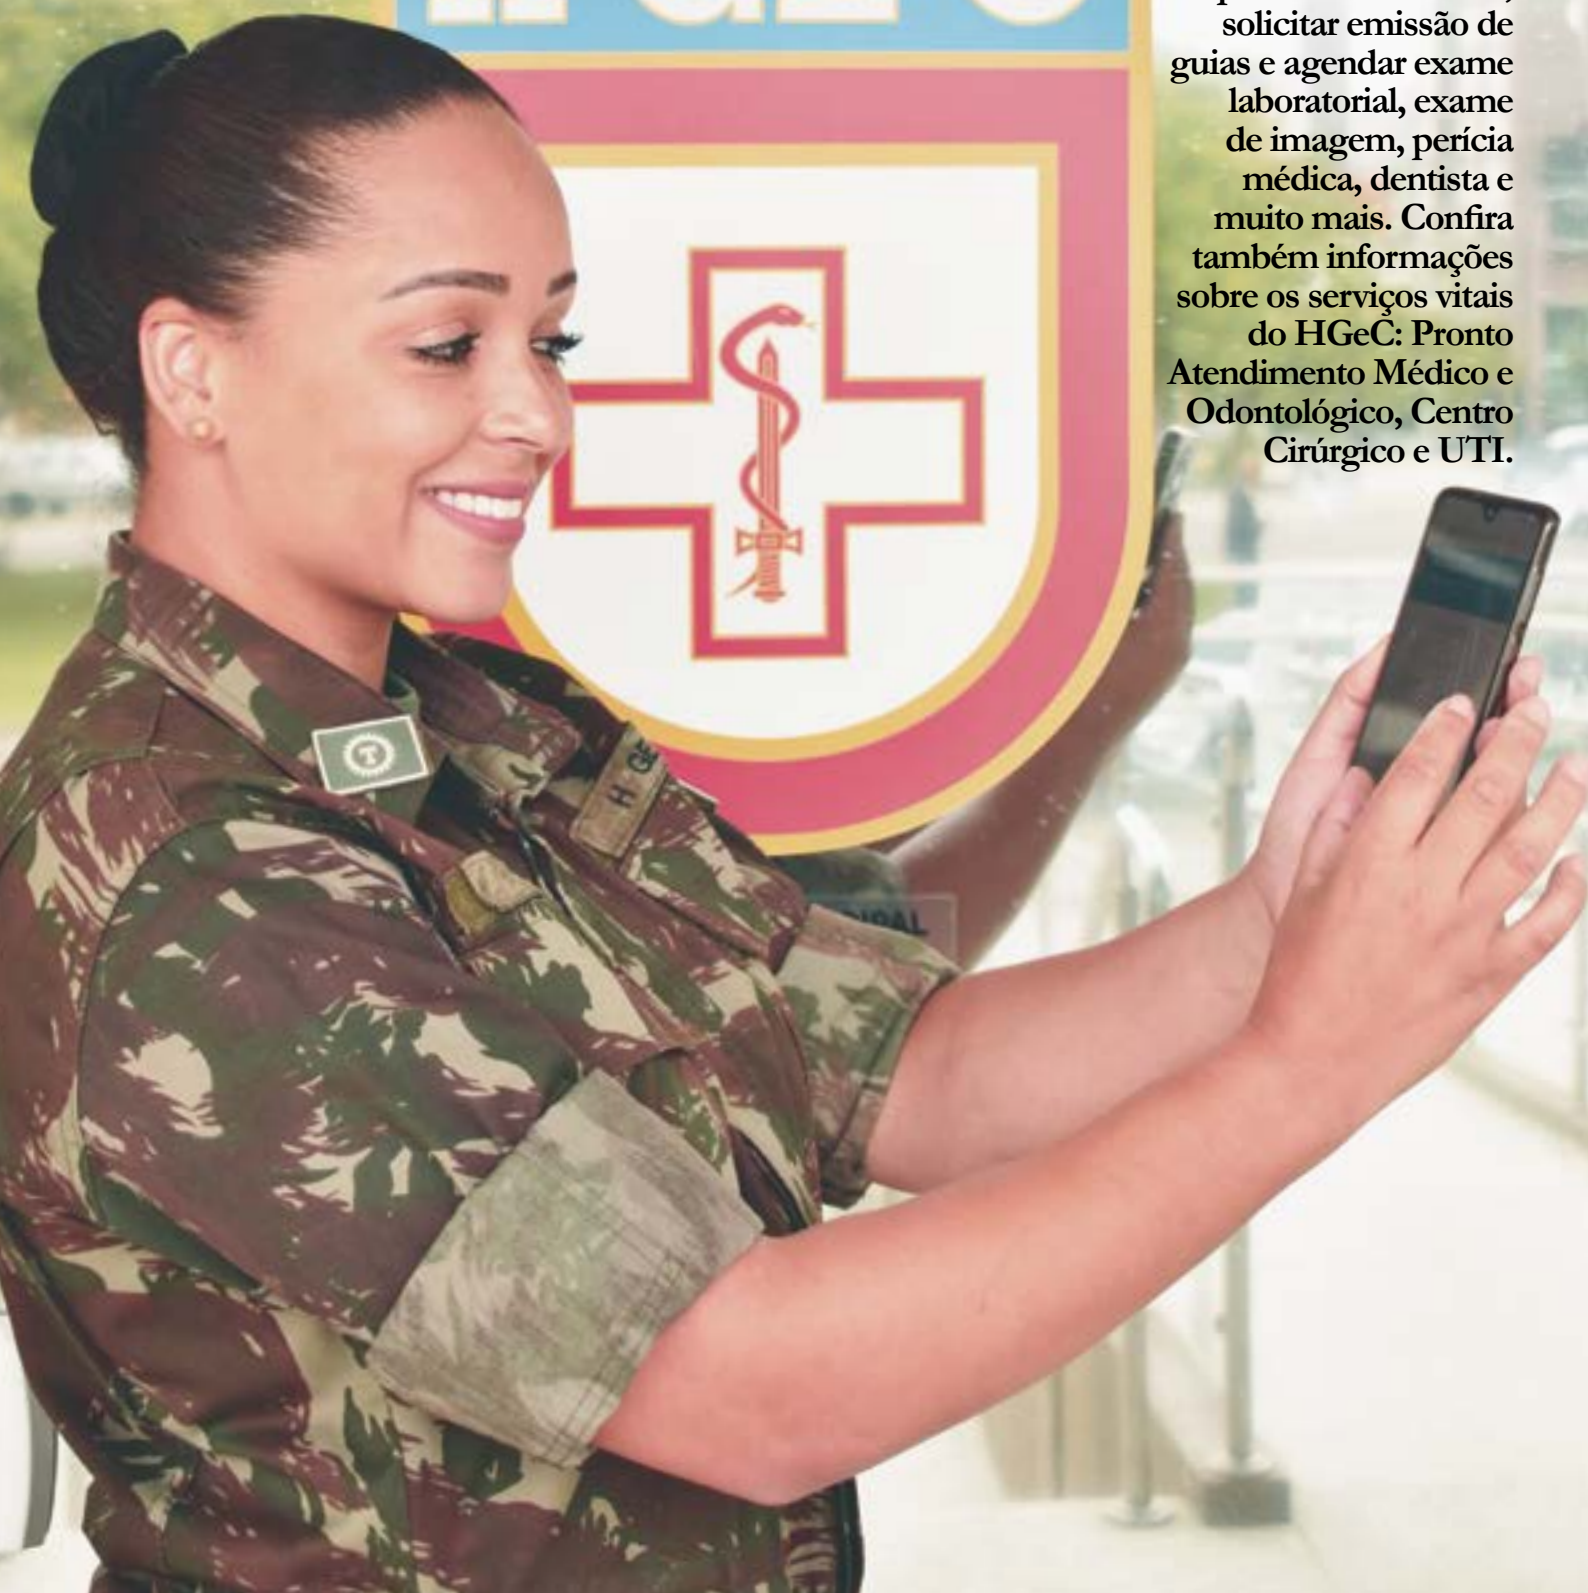 solicitar emissão de
guias e agendar exame
laboratorial, exame
de imagem, perícia
médica, dentista e
muito mais. Confira
também informações
sobre os serviços vitais
do HGeC: Pronto
Atendimento Médico e
Odontológico, Centro
Cirúrgico e UTI.
T
H GE